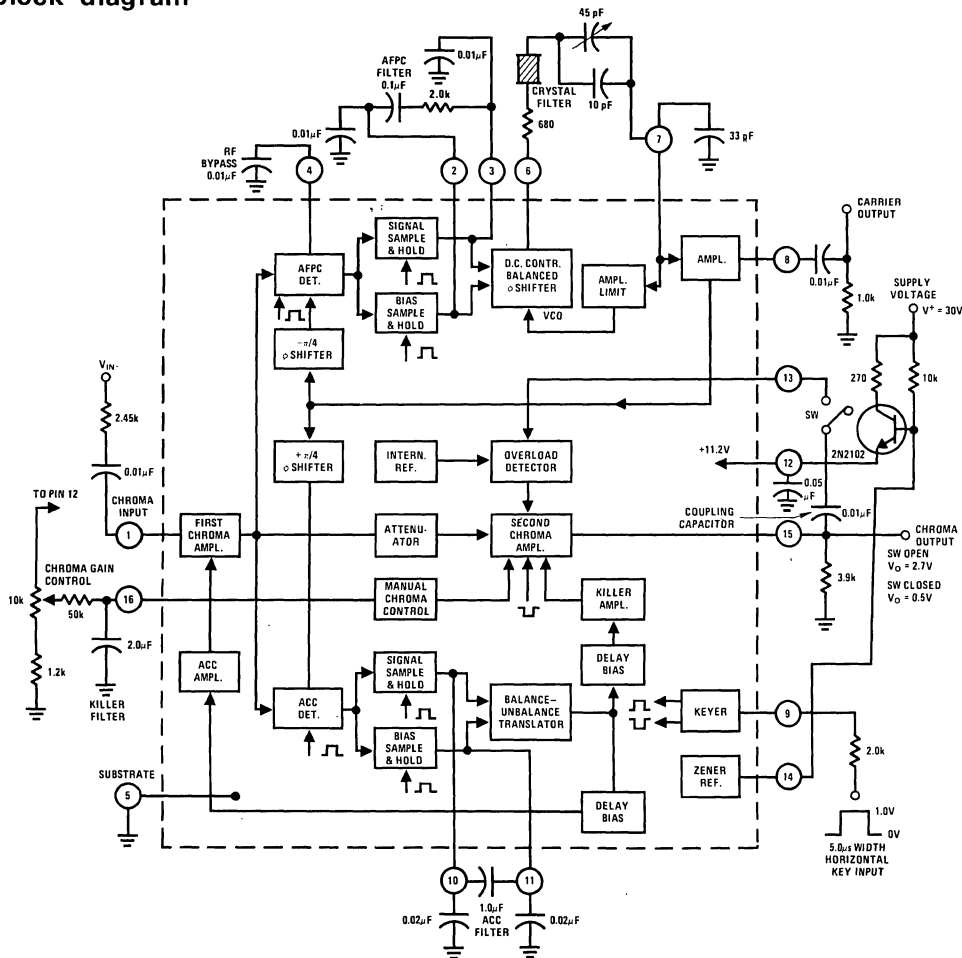 block diagram
45 pF
0.01μF
AFPC
FILTER
0.1μF
2.0k
CRYSTAL
FILTER
10 pF
680
0.01μF
RF
BYPASS
0.01μF
4
2
3
6
7
33 pF
CARRIER
OUTPUT
SIGNAL
SAMPLE
& HOLD
AFPC
DET.
BIAS
SAMPLE
& HOLD
D.C. CONTR.
BALANCED
φ SHIFTER
VCO
AMPL.
LIMIT
AMPL.
8
0.01μF
1.0k
SUPPLY
VOLTAGE
V+ = 30V
-π/4
φ SHIFTER
VIN-
2.45k
0.01μF
13
SW
270
10k
2N2102
+11.2V
12
0.05
μF
+π/4
φ SHIFTER
INTERN.
REF.
OVERLOAD
DETECTOR
TO PIN 12
CHROMA
INPUT
1
FIRST
CHROMA
AMPL.
ATTENU-
ATOR
SECOND
CHROMA
AMPL.
COUPLING
CAPACITOR
0.01μF
15
CHROMA
OUTPUT
SW OPEN
VO = 2.7V
SW CLOSED
VO = 0.5V
3.9k
CHROMA GAIN
CONTROL
10k
50k
16
MANUAL
CHROMA
CONTROL
KILLER
AMPL.
2.0μF
1.2k
KILLER
FILTER
ACC
AMPL.
DELAY
BIAS
SIGNAL
SAMPLE
& HOLD
ACC
DET.
BIAS
SAMPLE
& HOLD
BALANCE-
UNBALANCE
TRANSLATOR
KEYER
9
2.0k
ZENER
REF.
14
SUBSTRATE
5
DELAY
BIAS
1.0V
0V
5.0μs WIDTH
HORIZONTAL
KEY INPUT
10
11
1.0μF
ACC
FILTER
0.02μF
0.02μF